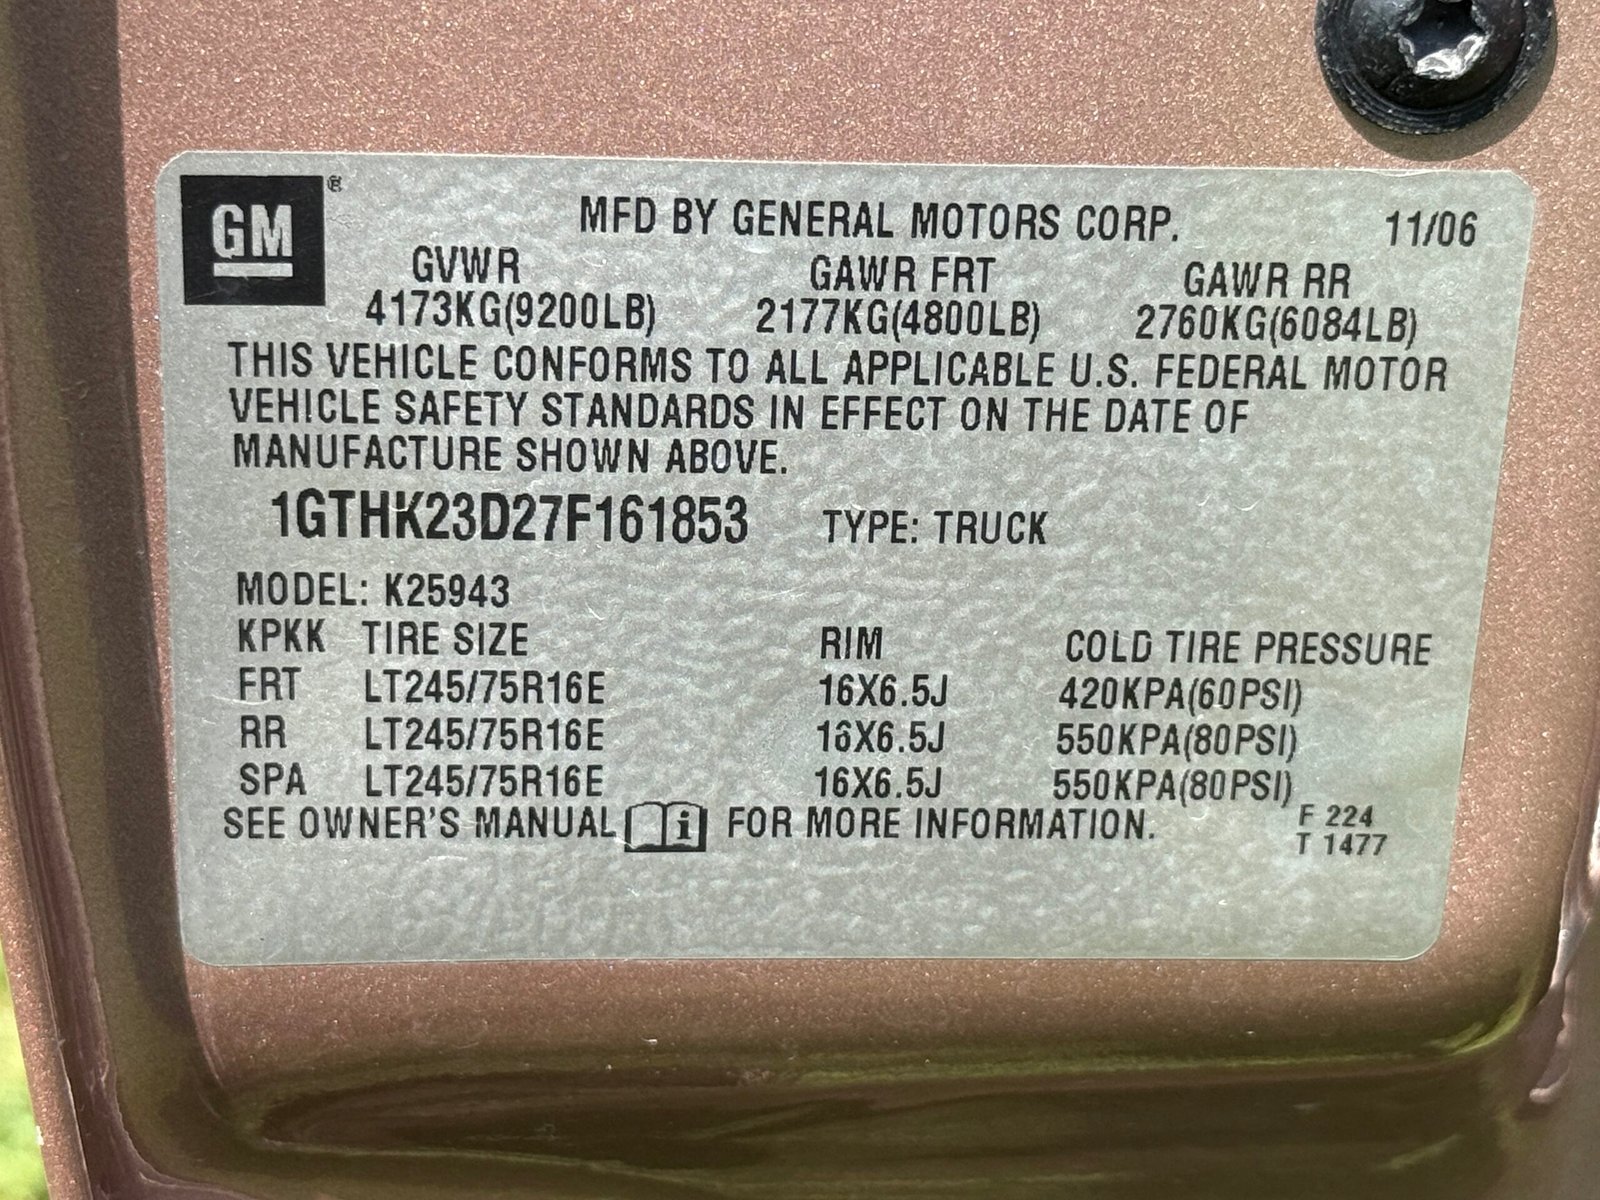 GM ®
MFD BY GENERAL MOTORS CORP. 11/06
GVWR GAWR FRT GAWR RR
4173KG(9200LB) 2177KG(4800LB) 2760KG(6084LB)
THIS VEHICLE CONFORMS TO ALL APPLICABLE U.S. FEDERAL MOTOR
VEHICLE SAFETY STANDARDS IN EFFECT ON THE DATE OF
MANUFACTURE SHOWN ABOVE.
1GTHK23D27F161853 TYPE: TRUCK
MODEL: K25943
KPKK TIRE SIZE RIM COLD TIRE PRESSURE
FRT LT245/75R16E 16X6.5J 420KPA(60PSI)
RR LT245/75R16E 16X6.5J 550KPA(80PSI)
SPA LT245/75R16E 16X6.5J 550KPA(80PSI)
SEE OWNER'S MANUAL i FOR MORE INFORMATION. F 224
T 1477